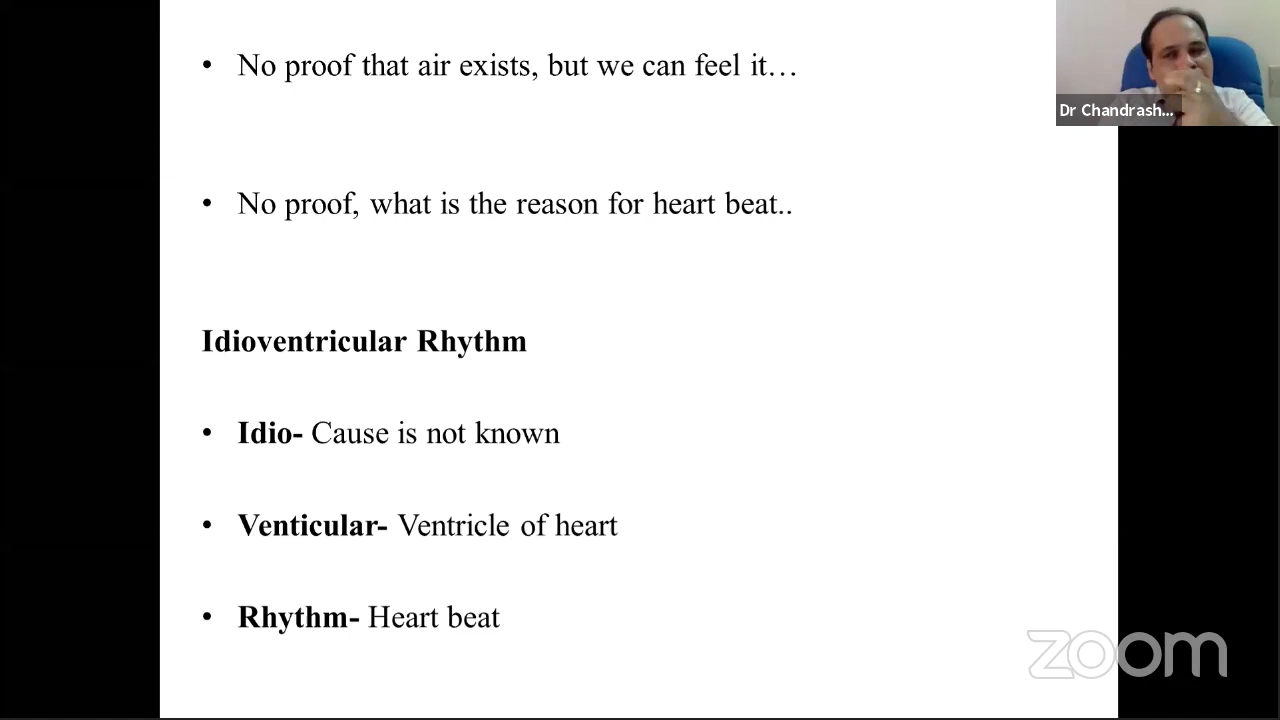 • No proof that air exists, but we can feel it…
Dr Chandrash...
• No proof, what is the reason for heart beat..
Idioventricular Rhythm
• Idio- Cause is not known
• Venticular- Ventricle of heart
• Rhythm- Heart beat
zoom